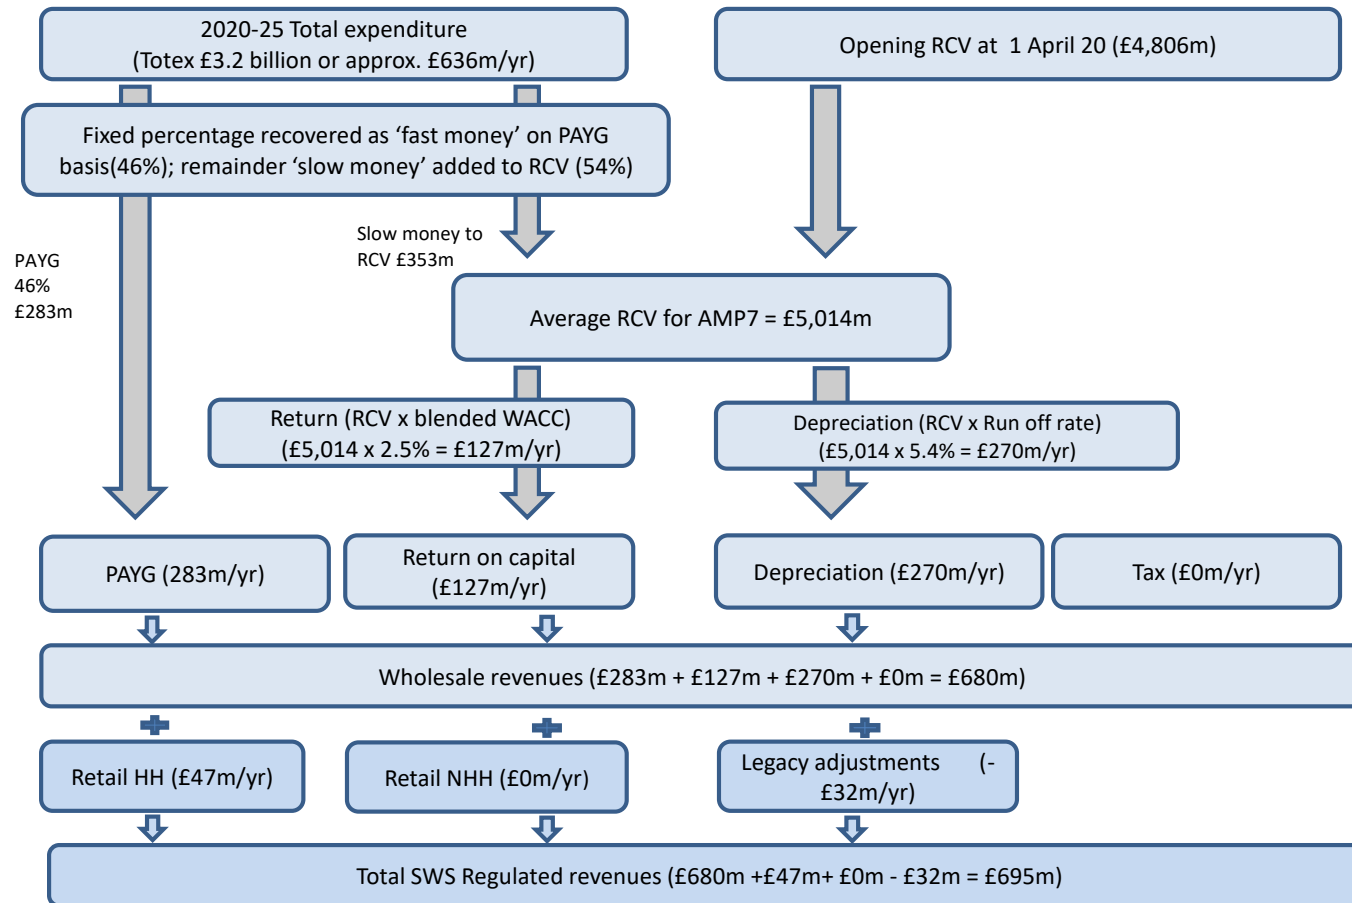 2020-25 Total expenditure
(Totex £3.2 billion or approx. £636m/yr)
Opening RCV at 1 April 20 (£4,806m)
Fixed percentage recovered as ‘fast money’ on PAYG
basis(46%); remainder ‘slow money’ added to RCV (54%)
PAYG
46%
£283m
Slow money to
RCV £353m
Average RCV for AMP7 = £5,014m
Return (RCV x blended WACC)
(£5,014 x 2.5% = £127m/yr)
Depreciation (RCV x Run off rate)
(£5,014 x 5.4% = £270m/yr)
PAYG (283m/yr)
Return on capital
(£127m/yr)
Depreciation (£270m/yr)
Tax (£0m/yr)
Wholesale revenues (£283m + £127m + £270m + £0m = £680m)
Retail HH (£47m/yr)
Retail NHH (£0m/yr)
Legacy adjustments (-
£32m/yr)
Total SWS Regulated revenues (£680m +£47m+ £0m - £32m = £695m)